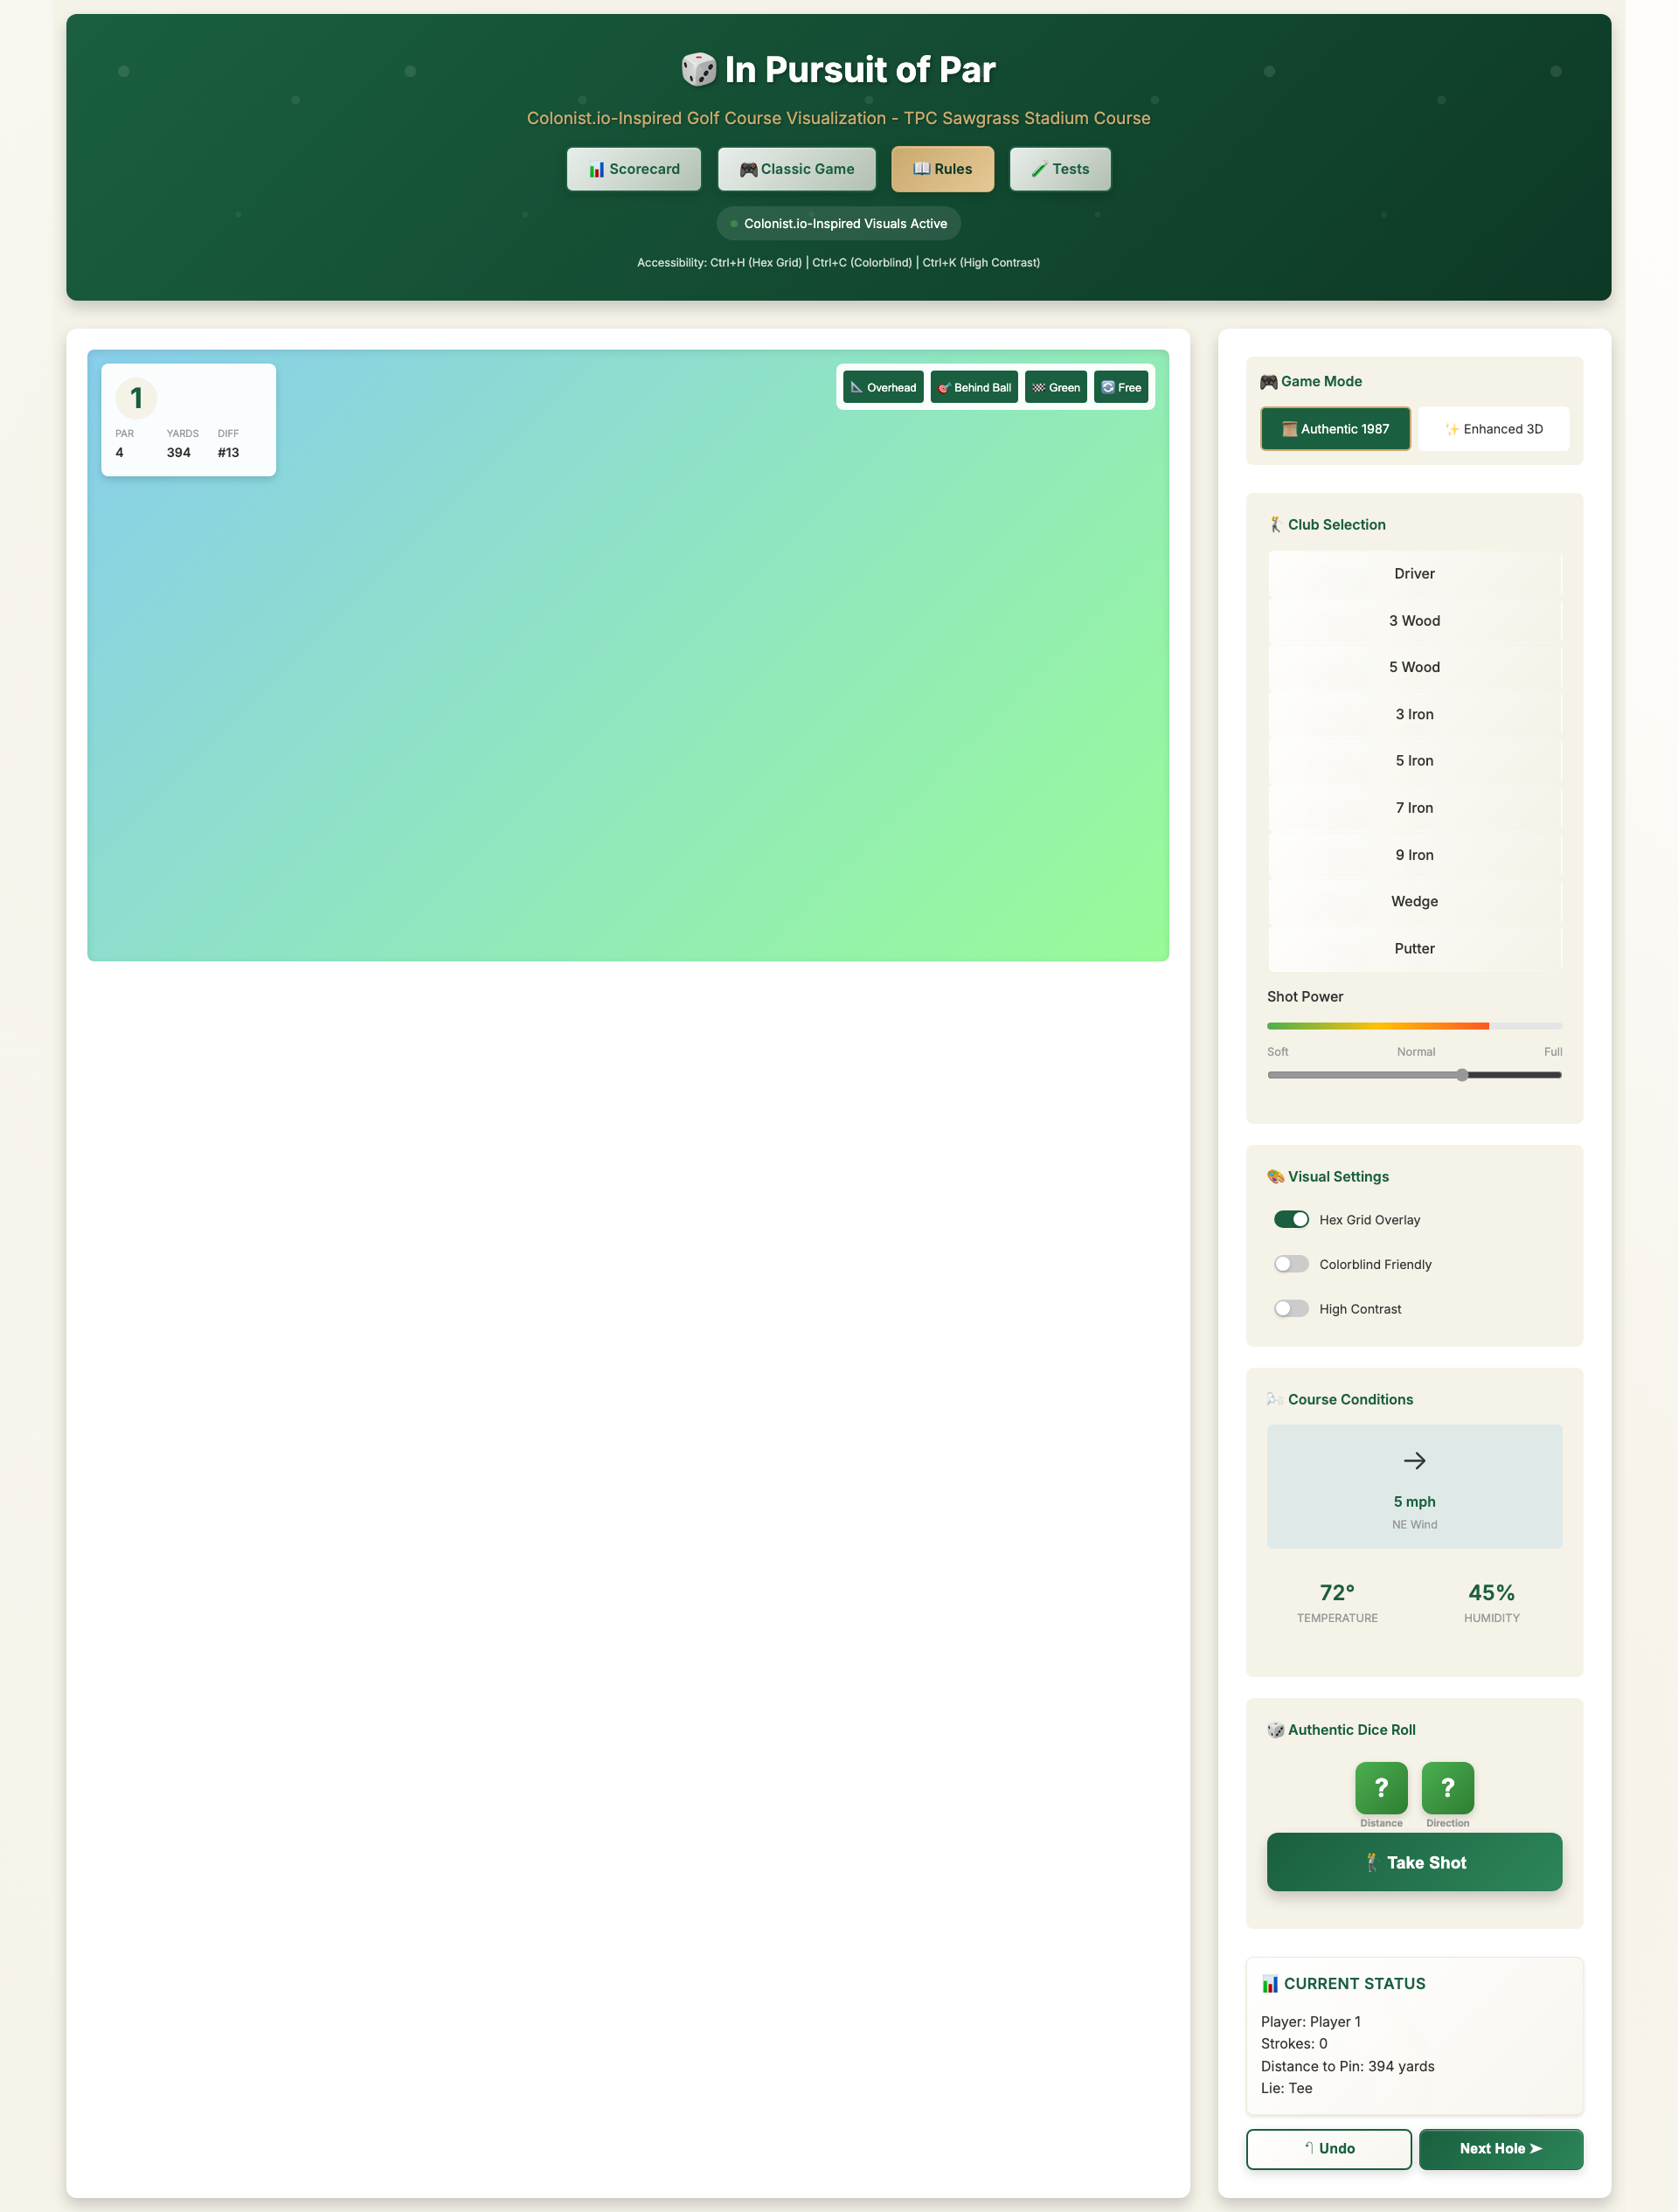 🎲 In Pursuit of Par
Colonist.io-Inspired Golf Course Visualization - TPC Sawgrass Stadium Course
📊 Scorecard
🎮 Classic Game
📖 Rules
🧪 Tests
Colonist.io-Inspired Visuals Active
Accessibility: Ctrl+H (Hex Grid) | Ctrl+C (Colorblind) | Ctrl+K (High Contrast)
1
PAR YARDS DIFF
4 394 #13
📐 Overhead
🎯 Behind Ball
🏁 Green
🔄 Free
🎮 Game Mode
📜 Authentic 1987
✨ Enhanced 3D
🏌️ Club Selection
Driver
3 Wood
5 Wood
3 Iron
5 Iron
7 Iron
9 Iron
Wedge
Putter
Shot Power
Soft Normal Full
🎨 Visual Settings
Hex Grid Overlay
Colorblind Friendly
High Contrast
🌬️ Course Conditions
→
5 mph
NE Wind
72° 45%
TEMPERATURE HUMIDITY
🎲 Authentic Dice Roll
? ?
Distance Direction
🏌️ Take Shot
📊 CURRENT STATUS
Player: Player 1
Strokes: 0
Distance to Pin: 394 yards
Lie: Tee
Undo
Next Hole ➤